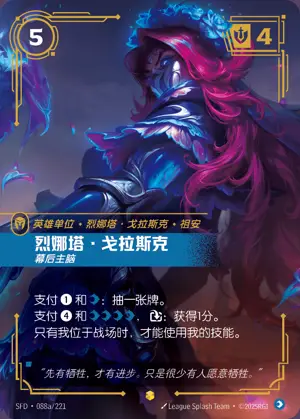 5
4
英雄单位 • 烈娜塔 · 戈拉斯克 • 祖安
烈娜塔 · 戈拉斯克
幕后主脑
支付1和:抽一张牌。
支付4和,:获得1分。
只有我位于战场时,才能使用我的技能。
“先有牺牲,才有进步。只是很少有人愿意牺牲。”
SFD • 088a/221
League Splash Team • ©2025RG